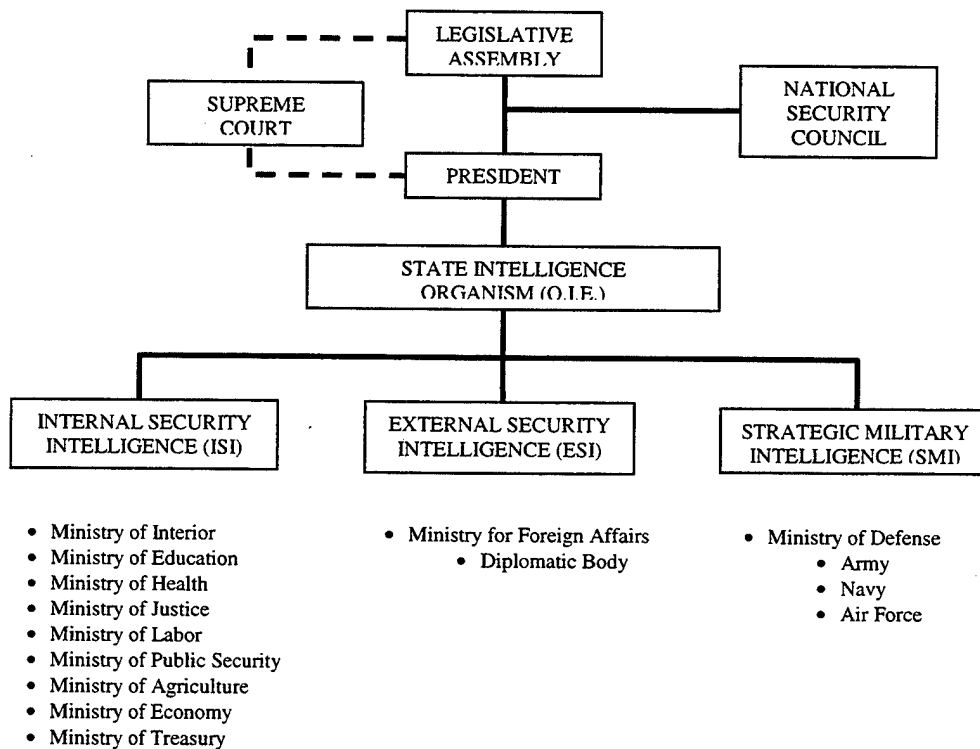 LEGISLATIVE
ASSEMBLY
SUPREME
COURT
NATIONAL
SECURITY
COUNCIL
PRESIDENT
STATE INTELLIGENCE
ORGANISM (O.I.E.)
INTERNAL SECURITY
INTELLIGENCE (ISI)
EXTERNAL SECURITY
INTELLIGENCE (ESI)
STRATEGIC MILITARY
INTELLIGENCE (SMI)
• Ministry of Interior
• Ministry of Education
• Ministry of Health
• Ministry of Justice
• Ministry of Labor
• Ministry of Public Security
• Ministry of Agriculture
• Ministry of Economy
• Ministry of Treasury
• Ministry for Foreign Affairs
• Diplomatic Body
• Ministry of Defense
• Army
• Navy
• Air Force